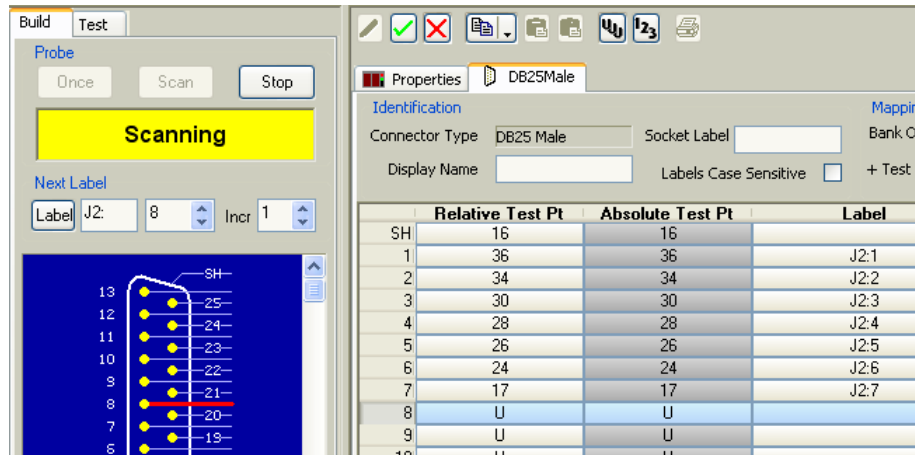 Build Test
Probe
Once Scan Stop
Scanning
Next Label
Label J2: 8 Incr 1
SH
13
25
12
24
11
23
10
22
9
21
8
20
7
19
6
Properties DB25Male
Identification
Connector Type DB25 Male Socket Label
Display Name Labels Case Sensitive
+ Test
Relative Test Pt Absolute Test Pt Label
SH 16 16
1 36 36 J2:1
2 34 34 J2:2
3 30 30 J2:3
4 28 28 J2:4
5 26 26 J2:5
6 24 24 J2:6
7 17 17 J2:7
8 U U
9 U U
10 U U